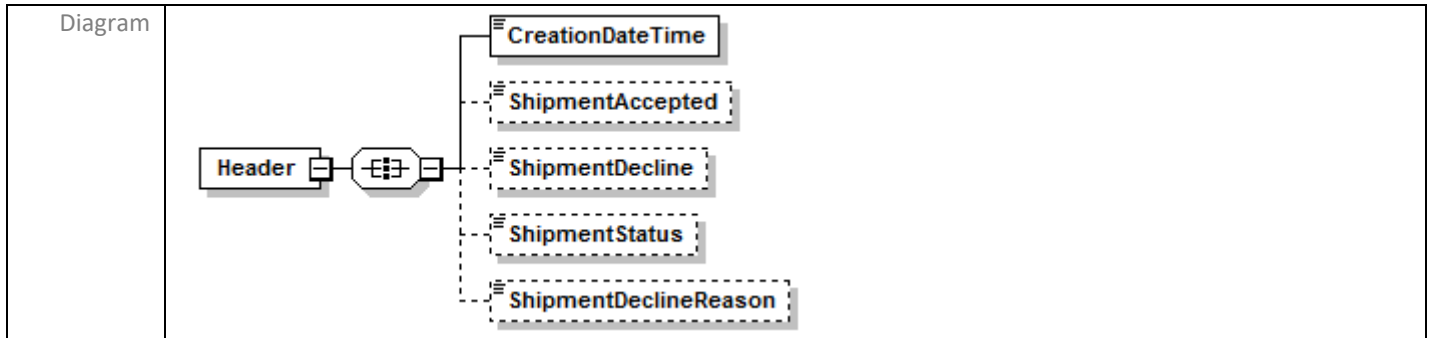 Diagram
CreationDateTime
ShipmentAccepted
Header
ShipmentDecline
ShipmentStatus
ShipmentDeclineReason